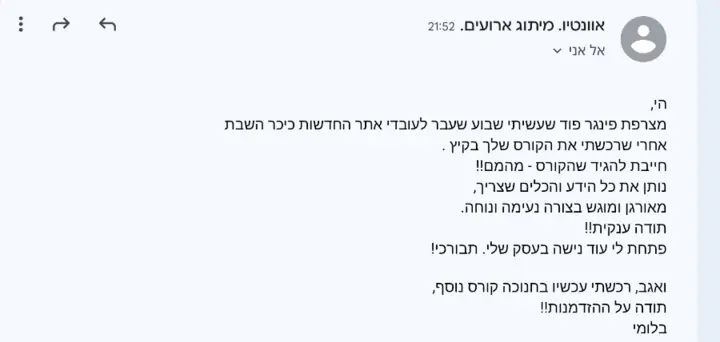 אוונטיו. מיתוג ארועים. 21:52
אל אני
היי,
מצרפת פינגר פוד שעשיתי שבוע שעבר לעובדי אתר החדשות כיכר השבת
אחרי שרכשתי את הקורס שלך בקיץ .
חייבת להגיד שהקורס - מהמם!!
נותן את כל הידע והכלים שצריך,
מאורגן ומוגש בצורה נעימה ונוחה.
תודה ענקית!!
פתחת לי עוד נישה בעסק שלי. תבורכי!
ואגב, רכשתי עכשיו בחנוכה קורס נוסף,
תודה על ההזדמנות!!
בלומי